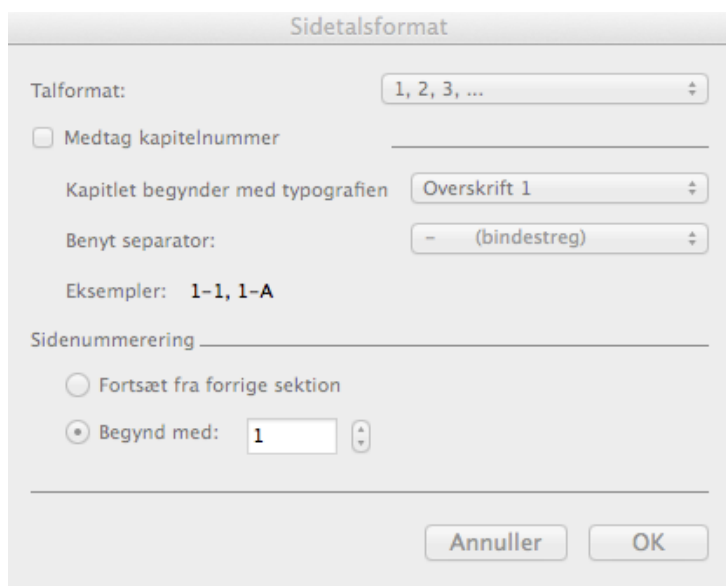 Sidetalsformat
Talformat: 1, 2, 3, ...
Medtag kapitelnummer
Kapitlet begynder med typografien Overskrift 1
Benyt separator: - (bindestreg)
Eksempler: 1-1, 1-A
Sidenummerering
Fortsæt fra forrige sektion
Begynd med: 1
Annuller OK